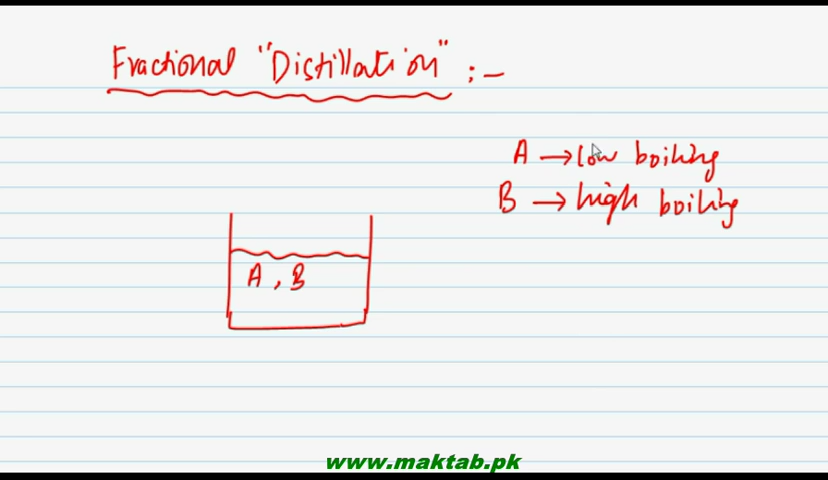 Fractional "Distillation" :-
A → low boiling
B → high boiling
A , B
www.maktab.pk